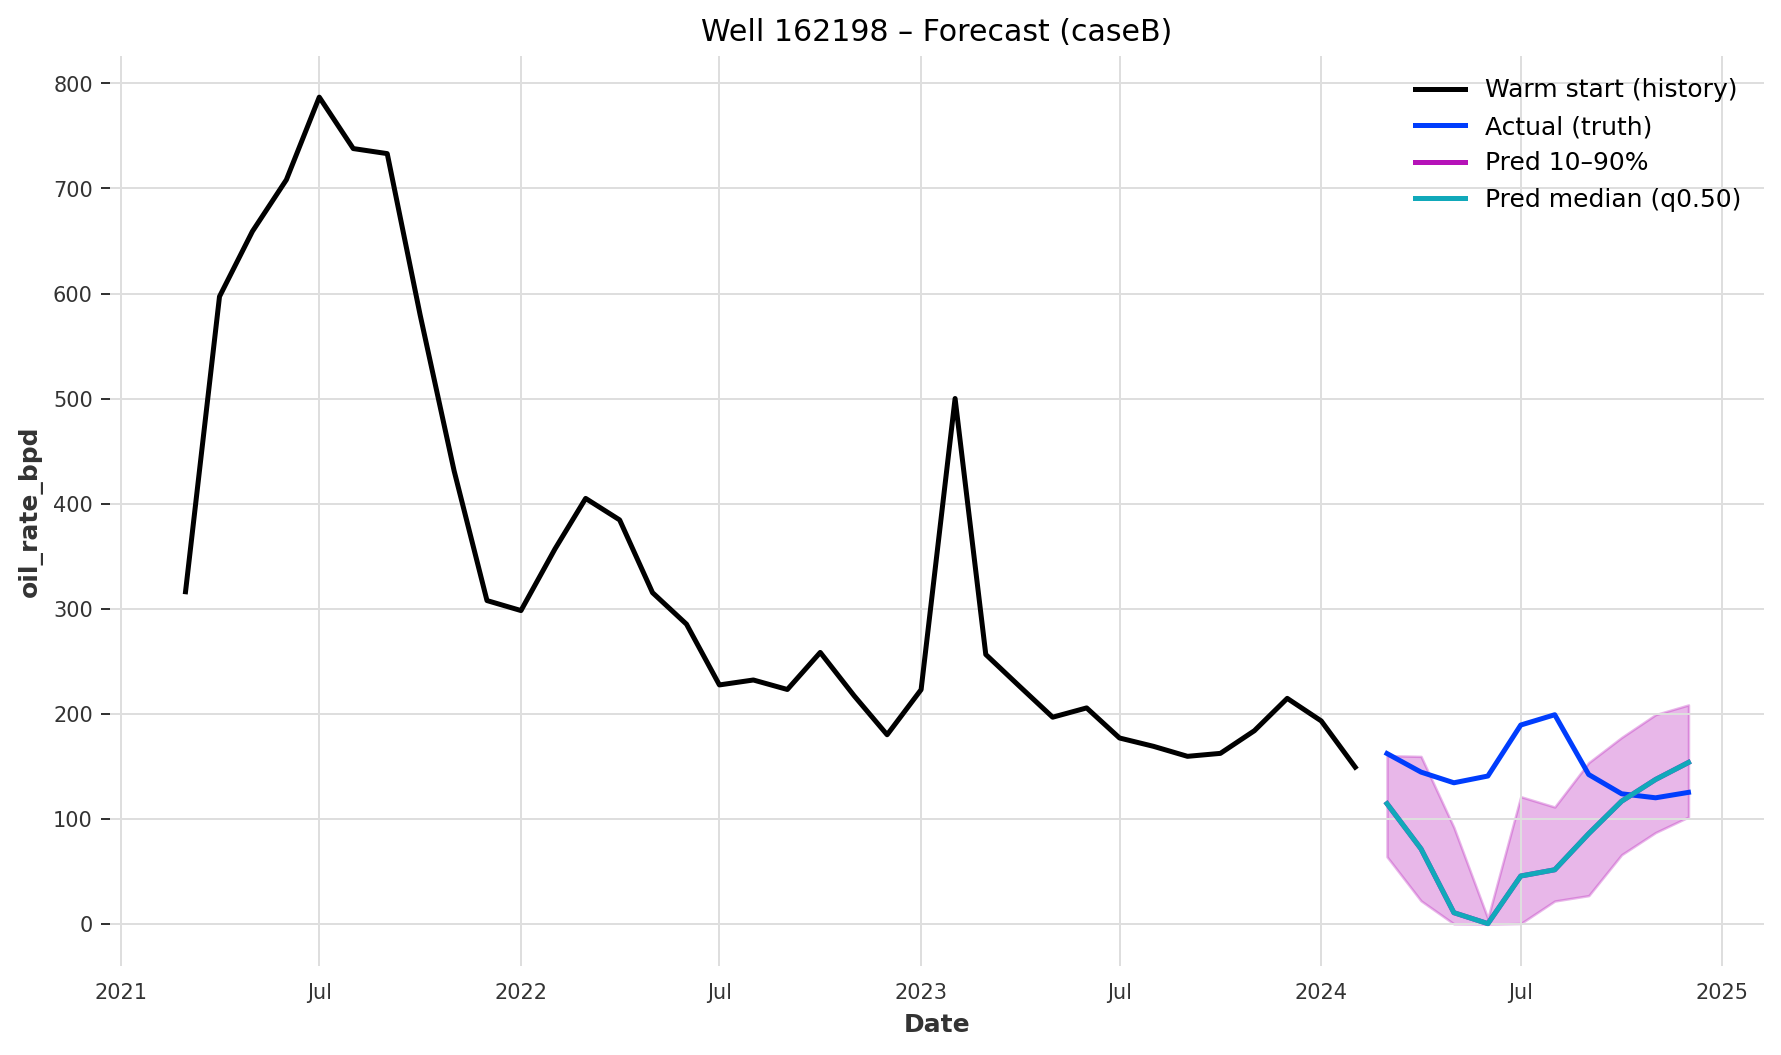 Well 162198 – Forecast (caseB)
Warm start (history)
Actual (truth)
Pred 10–90%
Pred median (q0.50)
oil_rate_bpd
800
700
600
500
400
300
200
100
0
2021
Jul
2022
Jul
2023
Jul
2024
Jul
2025
Date